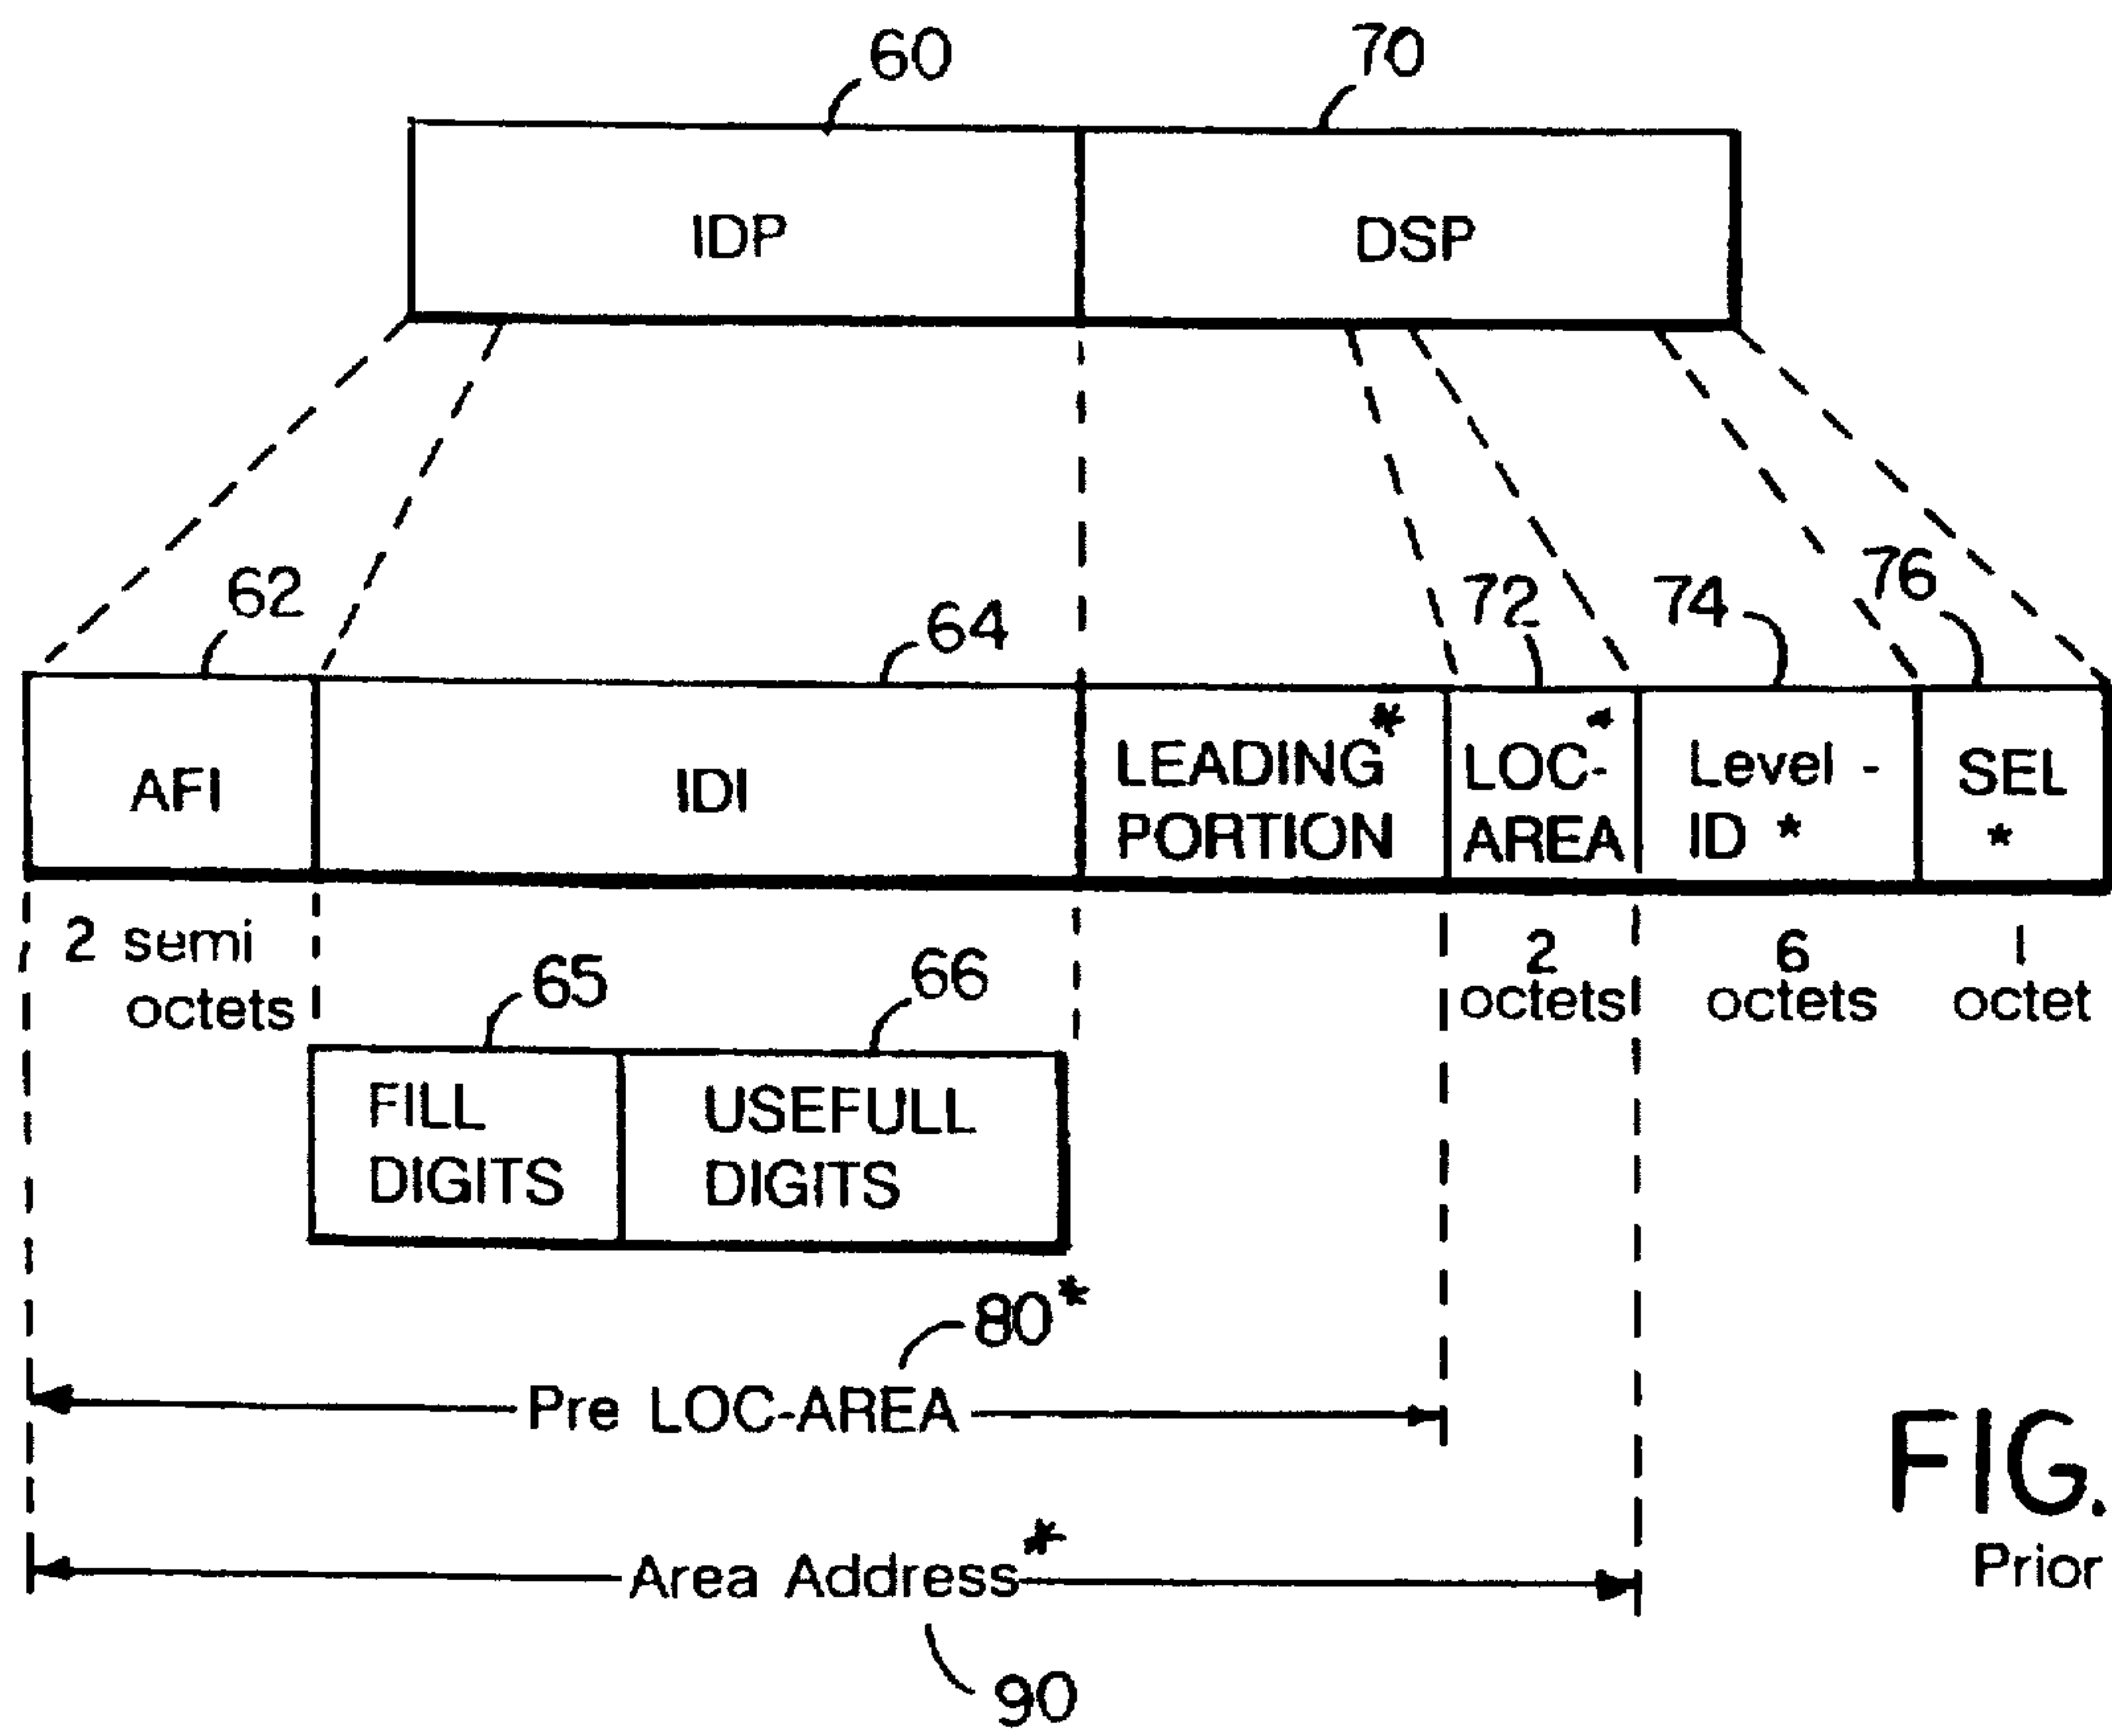 60 70
IDP DSP
62 64 72 74 76
AFI IDI LEADING* LOC- Level - SEL
PORTION AREA ID * *
2 semi 2 6 1
octets octets octets octet
65 66
FILL USEFULL
DIGITS DIGITS
80*
Pre LOC-AREA
Area Address*
90
FIG.
Prior